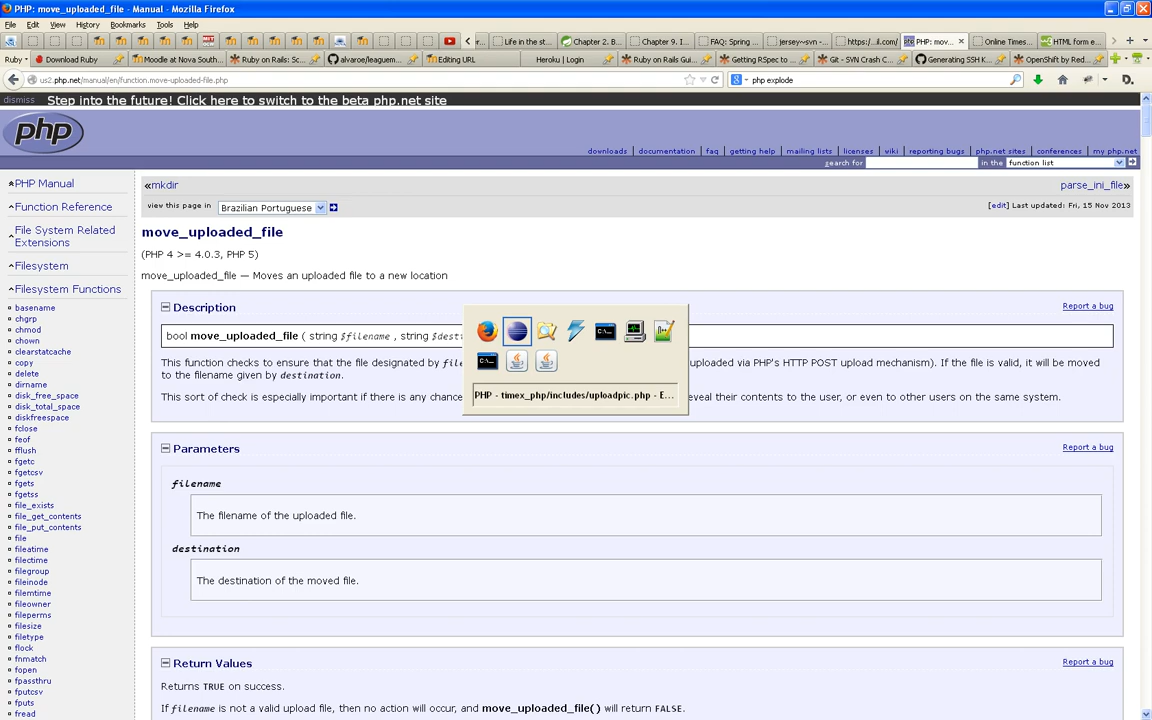 PHP: move_uploaded_file - Manual - Mozilla Firefox
File Edit View History Bookmarks Tools Help
Life in the st... Chapter 2. B... Chapter 9. I... FAQ: Spring ... jersey~svn - ... https:...il.com/ PHP: mov... Online Times... HTML form e...
Ruby Download Ruby Moodle at Nova South... Ruby on Rails: Sc... alvaroe/leaguem... Editing URL Heroku | Login Ruby on Rails Gui... Getting RSpec to ... Git - SVN Crash C... Generating SSH K... OpenShift by Red...
us2.php.net/manual/en/function.move-uploaded-file.php php explode
dismiss Step into the future! Click here to switch to the beta php.net site
php
downloads | documentation | faq | getting help | mailing lists | licenses | wiki | reporting bugs | php.net sites | conferences | my php.net
search for in the function list
PHP Manual
Function Reference
File System Related
Extensions
Filesystem
Filesystem Functions
basename
chgrp
chmod
chown
clearstatcache
copy
delete
dirname
disk_free_space
disk_total_space
diskfreespace
fclose
feof
fflush
fgetc
fgetcsv
fgets
fgetss
file_exists
file_get_contents
file_put_contents
file
fileatime
filectime
filegroup
fileinode
filemtime
fileowner
fileperms
filesize
filetype
flock
fnmatch
fopen
fpassthru
fputcsv
fputs
fread
«mkdir parse_ini_file»
view this page in Brazilian Portuguese [edit] Last updated: Fri, 15 Nov 2013
move_uploaded_file
(PHP 4 >= 4.0.3, PHP 5)
move_uploaded_file — Moves an uploaded file to a new location
Description Report a bug
bool move_uploaded_file ( string $filename , string $dest
This function checks to ensure that the file designated by file uploaded via PHP's HTTP POST upload mechanism). If the file is valid, it will be moved
to the filename given by destination.
This sort of check is especially important if there is any chance reveal their contents to the user, or even to other users on the same system.
PHP - timex_php/includes/uploadpic.php - E...
Parameters Report a bug
filename
The filename of the uploaded file.
destination
The destination of the moved file.
Return Values Report a bug
Returns TRUE on success.
If filename is not a valid upload file, then no action will occur, and move_uploaded_file() will return FALSE.